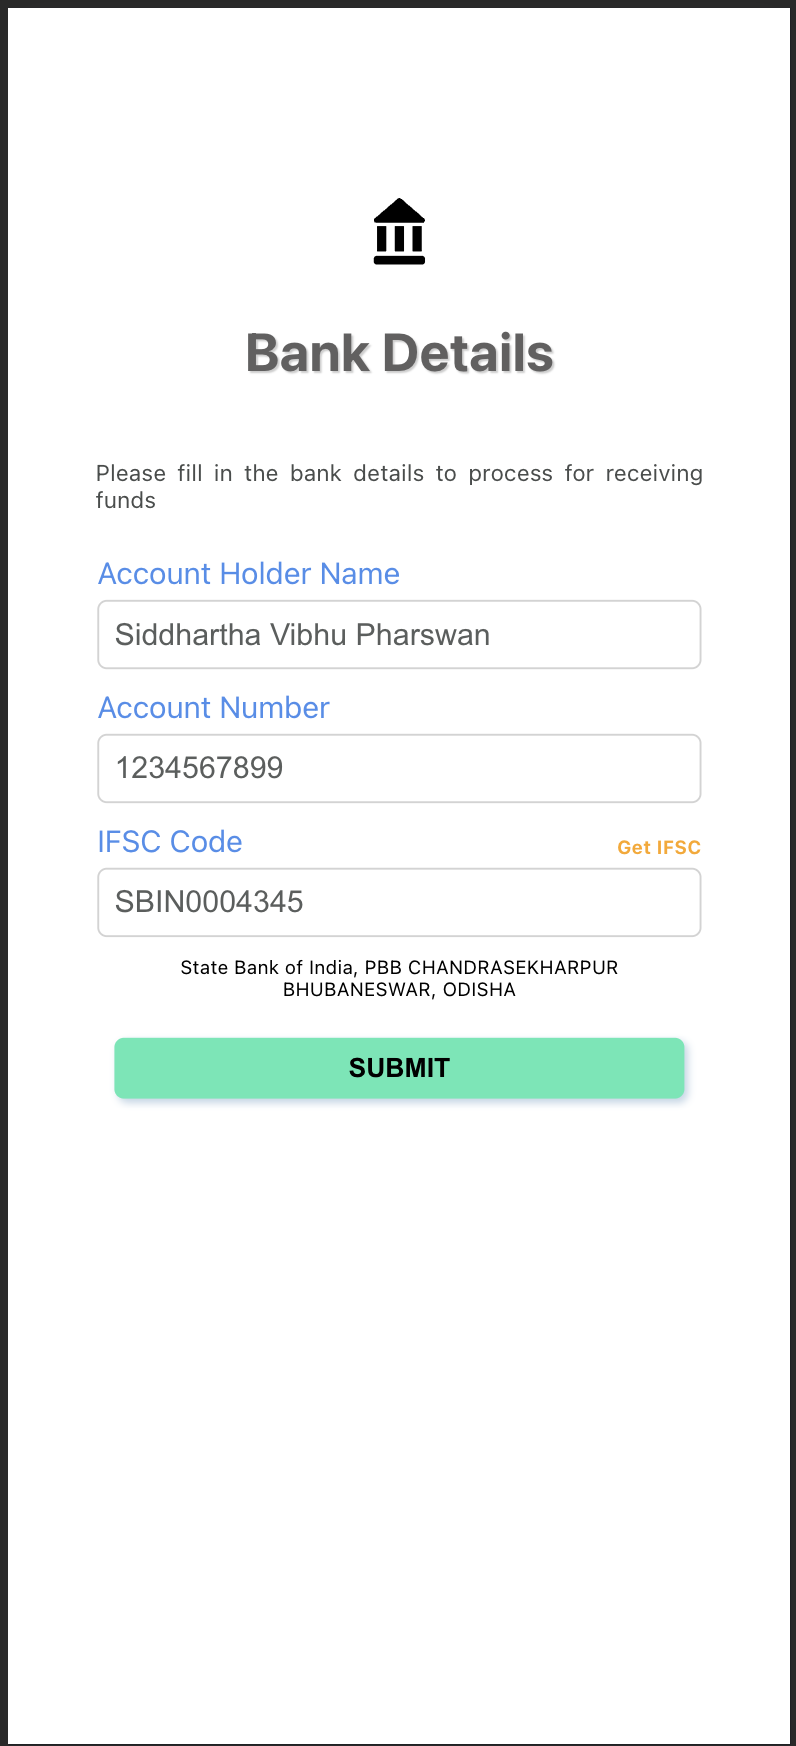 Bank Details
Please fill in the bank details to process for receiving
funds
Account Holder Name
Siddhartha Vibhu Pharswan
Account Number
1234567899
IFSC Code Get IFSC
SBIN0004345
State Bank of India, PBB CHANDRASEKHARPUR
BHUBANESWAR, ODISHA
SUBMIT